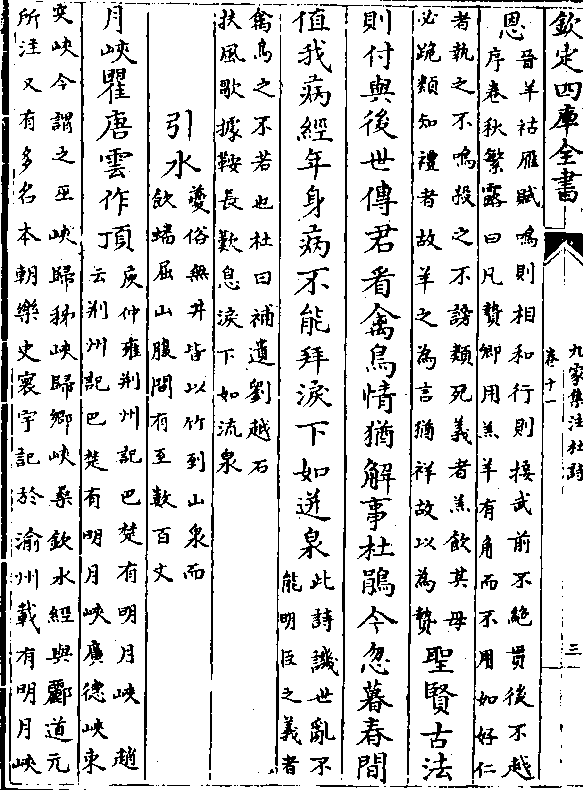 欽定四庫全書
九家集注杜詩
卷十一
三
恩
晉羊祜雁賦鳴則相和行則接武前不絶貫後不越
序春秋繁露曰凡贄卿用羔羊有角而不用如好仁
者執之不鳴殺之不謗類死義者羔飲其母
必跪類知禮者故羊之為言猶祥故以為贄
聖賢古法
則付與後世傳君看禽鳥情猶解事杜鵑今忽暮春間
值我病經年身病不能拜淚下如迸泉
此詩譏世亂不
能明臣之義者
禽鳥之不若也杜曰補遺劉越石
扶風歌據鞍長歎息淚下如流泉
引水
夔俗無井皆以竹引山泉而
飲蟠屈山腹間有至數百丈
月峽瞿唐雲作頂
庾仲雍荆州記巴楚有明月峽趙
云荆州記巴楚有明月峽廣德峽東
突峽今謂之巫峽歸秭峽歸鄉峽桑欽水經與酈道元
所注又有多名本朝樂史寰宇記於渝州載有明月峽